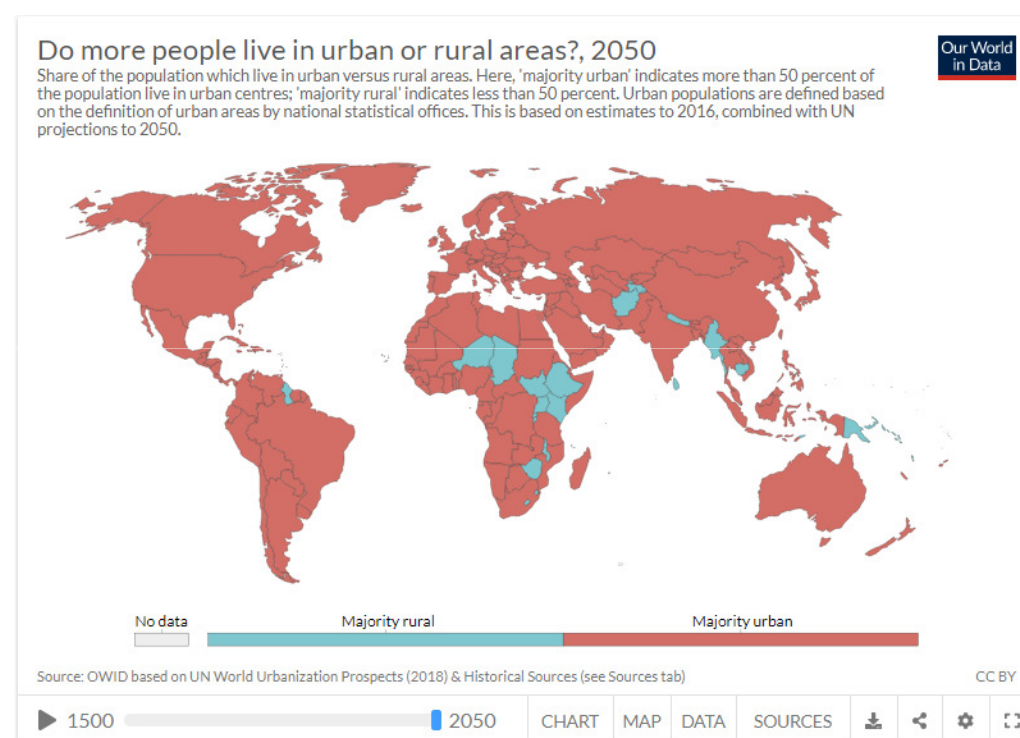 Do more people live in urban or rural areas?, 2050
Our World
in Data
Share of the population which live in urban versus rural areas. Here, 'majority urban' indicates more than 50 percent of
the population live in urban centres; 'majority rural' indicates less than 50 percent. Urban populations are defined based
on the definition of urban areas by national statistical offices. This is based on estimates to 2016, combined with UN
projections to 2050.
No data
Majority rural
Majority urban
Source: OWID based on UN World Urbanization Prospects (2018) & Historical Sources (see Sources tab)
CC BY
1500
2050
CHART
MAP
DATA
SOURCES